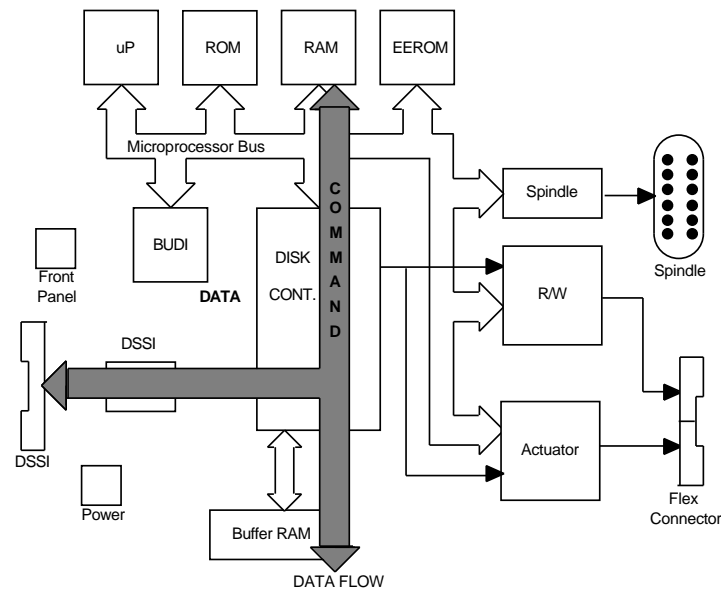 uP
ROM
RAM
EEROM
Microprocessor Bus
COMMAND
BUDI
DISK
CONT.
DATA
Spindle
Spindle
Front
Panel
R/W
DSSI
DSSI
Power
Actuator
Flex
Connector
Buffer RAM
DATA FLOW